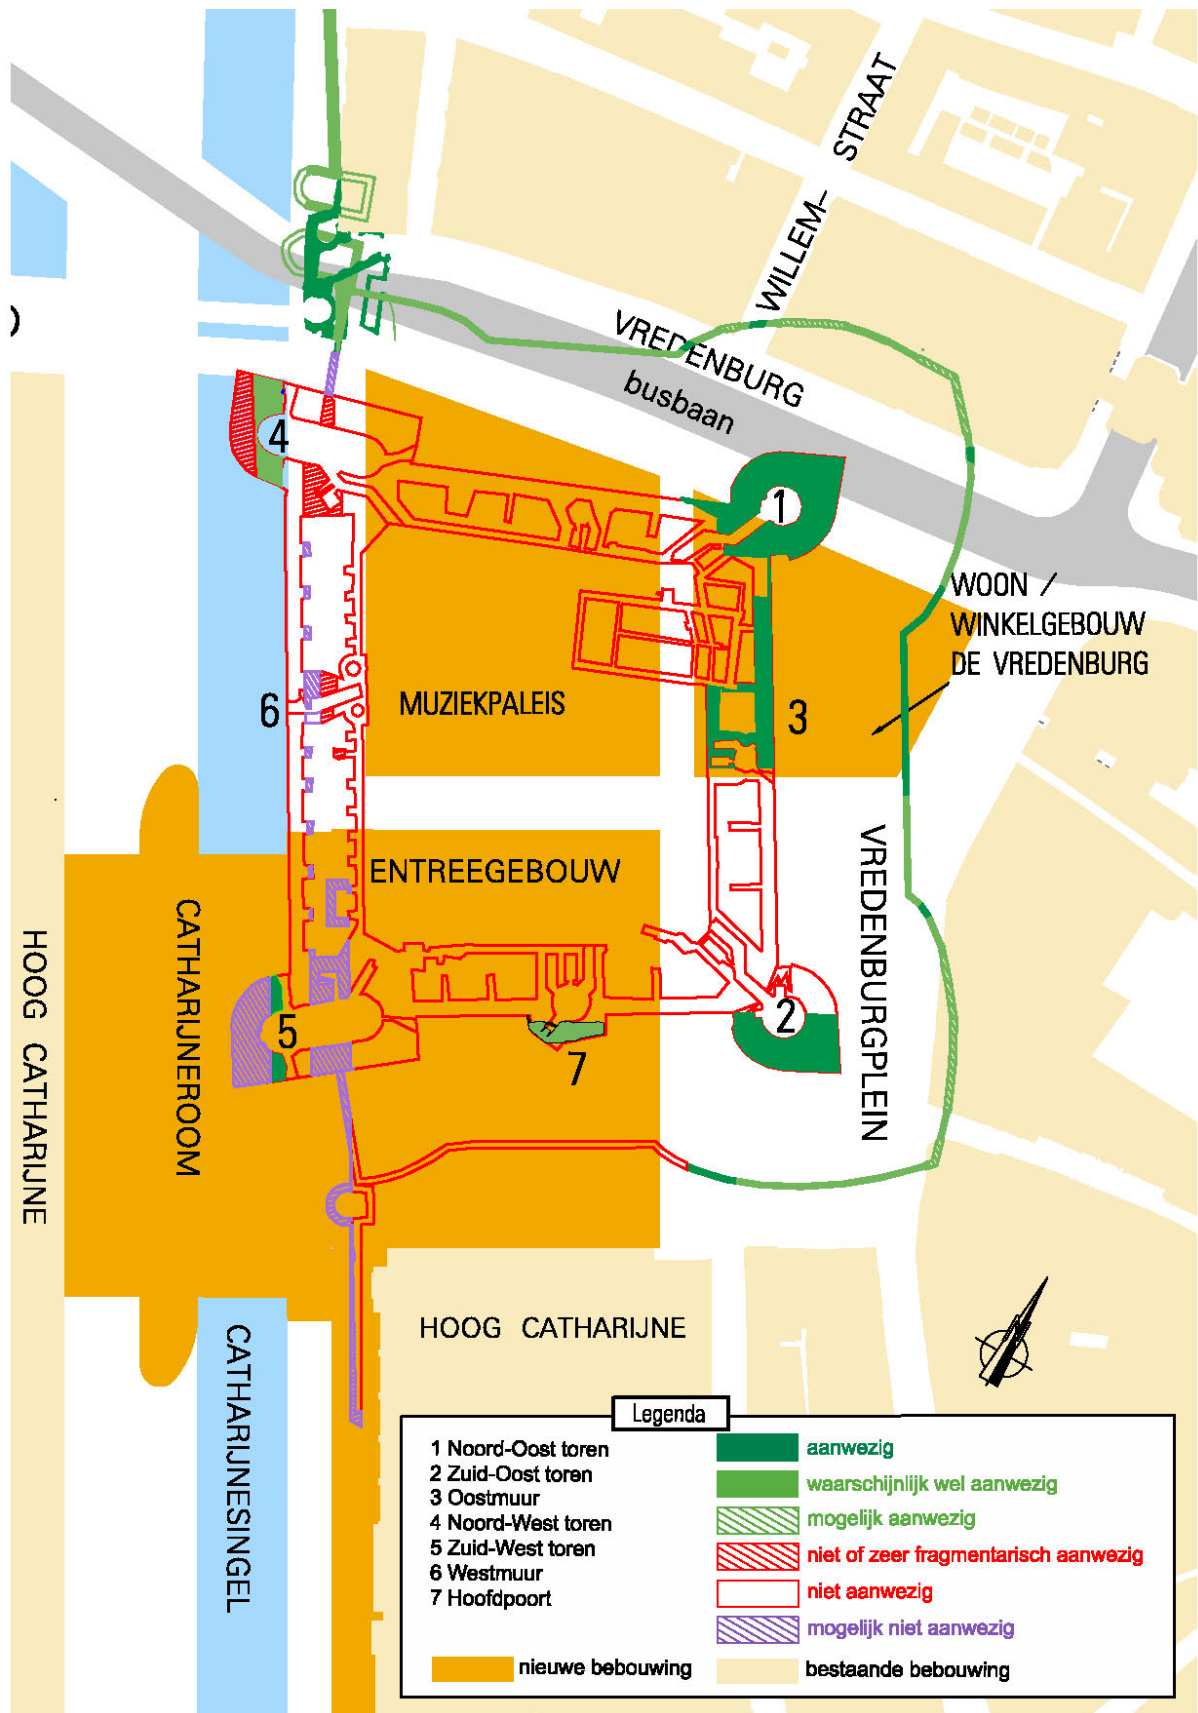 WILLEM-
STRAAT
VREDENBURG
busbaan
4
1
WOON /
WINKELGEBOUW
DE VREDENBURG
6
MUZIEKPALEIS
3
ENTREEGEBOUW
VREDENBURGPLEIN
CATHARIJNEROOM
HOOG CATHARIJNE
5
2
7
HOOG CATHARIJNE
CATHARIJNESINGEL
Legenda
1 Noord-Oost toren
2 Zuid-Oost toren
3 Oostmuur
4 Noord-West toren
5 Zuid-West toren
6 Westmuur
7 Hoofdpoort
aanwezig
waarschijnlijk wel aanwezig
mogelijk aanwezig
niet of zeer fragmentarisch aanwezig
niet aanwezig
mogelijk niet aanwezig
nieuwe bebouwing
bestaande bebouwing